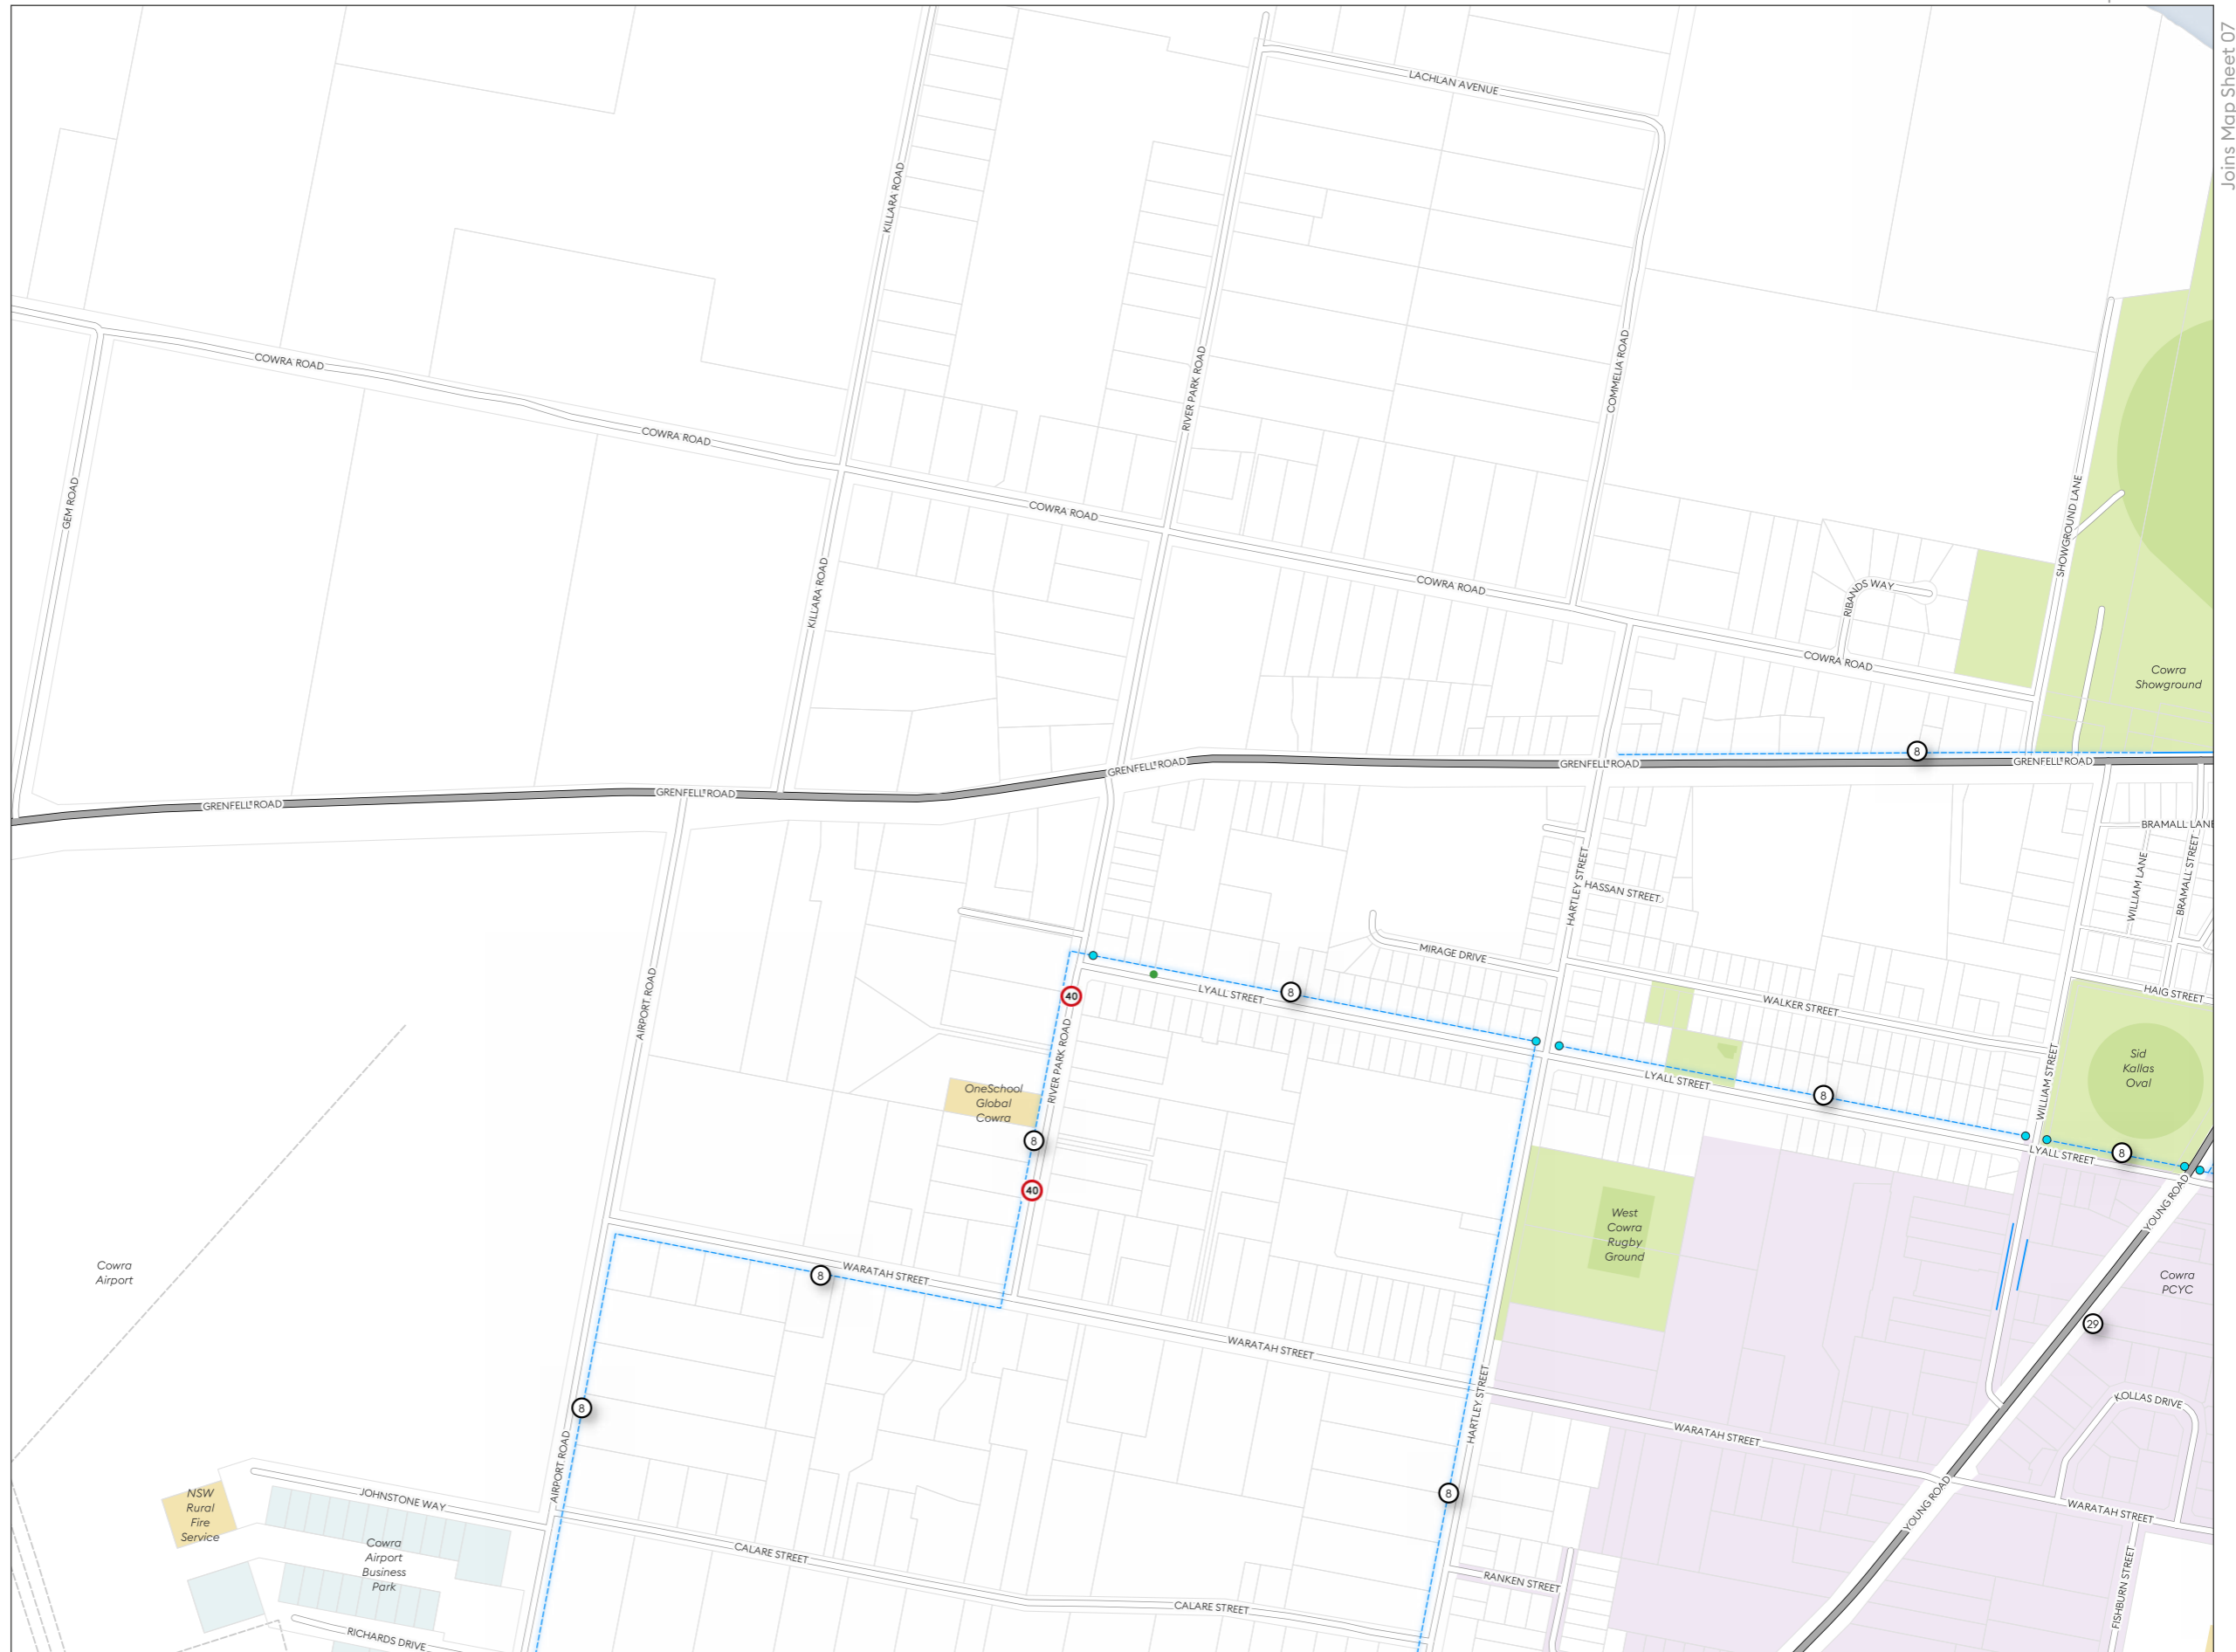 Joins Map Sheet 07
LACHLAN AVENUE
KILLARA ROAD
RIVER PARK ROAD
COMMELIA ROAD
COWRA ROAD
COWRA ROAD
GEM ROAD
COWRA ROAD
SHOWGROUND LANE
KILLARA ROAD
COWRA ROAD
RIBANDS WAY
COWRA ROAD
Cowra
Showground
8
GRENFELL ROAD
GRENFELL ROAD
GRENFELL ROAD
GRENFELL ROAD
GRENFELL ROAD
BRAMALL LANE
WILLIAM LANE
BRAMALL STREET
HARTLEY STREET
HASSAN STREET
MIRAGE DRIVE
AIRPORT ROAD
40
8
LYALL STREET
WALKER STREET
HAIG STREET
RIVER PARK ROAD
OneSchool
Global
Cowra
8
40
LYALL STREET
8
WILLIAM STREET
Sid
Kallas
Oval
8
LYALL STREET
YOUNG ROAD
West
Cowra
Rugby
Ground
Cowra
Airport
8
WARATAH STREET
Cowra
PCYC
29
WARATAH STREET
8
HARTLEY STREET
KOLLAS DRIVE
WARATAH STREET
AIRPORT ROAD
8
YOUNG ROAD
WARATAH STREET
NSW
Rural
Fire
Service
JOHNSTONE WAY
Cowra
Airport
Business
Park
CALARE STREET
RANKEN STREET
FISHBURN STREET
CALARE STREET
RICHARDS DRIVE